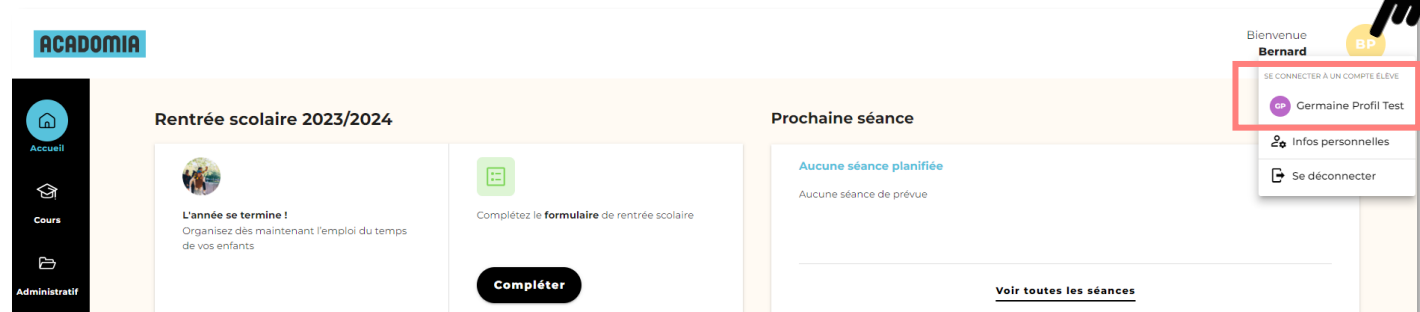 ACADOMIA
Bienvenue
Bernard
BP
SE CONNECTER À UN COMPTE ÉLÈVE
GP Germaine Profil Test
Infos personnelles
Se déconnecter
Accueil
Cours
Administratif
Rentrée scolaire 2023/2024
L'année se termine !
Organisez dès maintenant l'emploi du temps
de vos enfants
Complétez le formulaire de rentrée scolaire
Compléter
Prochaine séance
Aucune séance planifiée
Aucune séance de prévue
Voir toutes les séances